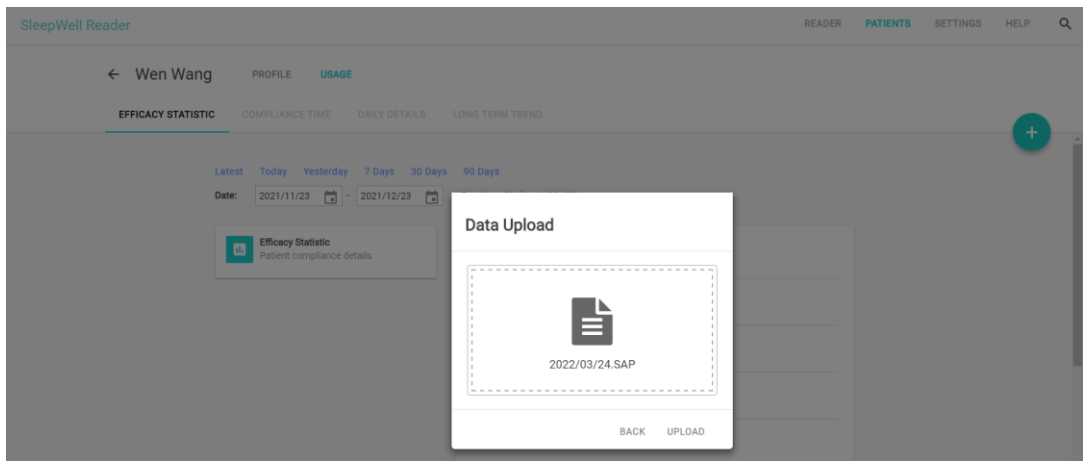 SleepWell Reader READER PATIENTS SETTINGS HELP
Wen Wang PROFILE USAGE
EFFICACY STATISTIC COMPLIANCE TIME DAILY DETAILS LONG TERM TREND
Latest Today Yesterday 7 Days 30 Days 90 Days
Date: 2021/11/23 - 2021/12/23
Efficacy Statistic
Patient compliance details
Data Upload
2022/03/24.SAP
BACK UPLOAD